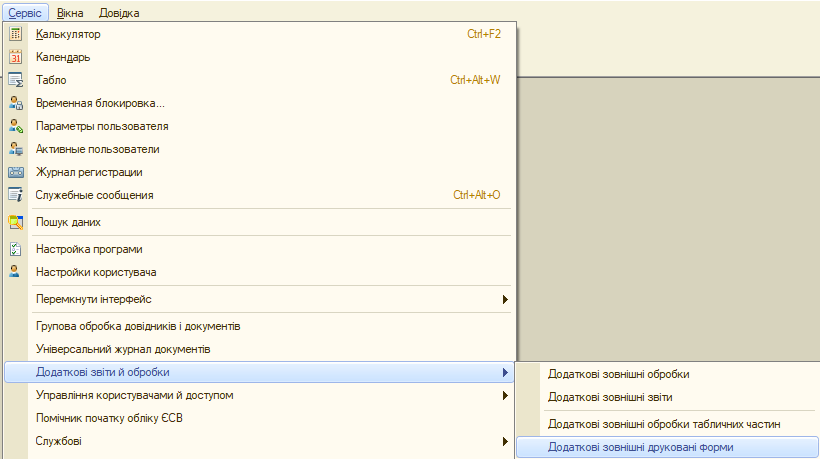 Сервіс Вікна Довідка
Калькулятор Ctrl+F2
Календарь
Табло Ctrl+Alt+W
Временная блокировка...
Параметры пользователя
Активные пользователи
Журнал регистрации
Служебные сообщения Ctrl+Alt+O
Пошук даних
Настройка програми
Настройки користувача
Перемкнути інтерфейс
Групова обробка довідників і документів
Універсальний журнал документів
Додаткові звіти й обробки
Управління користувачами й доступом
Помічник початку обліку ЄСВ
Службові
Додаткові зовнішні обробки
Додаткові зовнішні звіти
Додаткові зовнішні обробки табличних частин
Додаткові зовнішні друковані форми